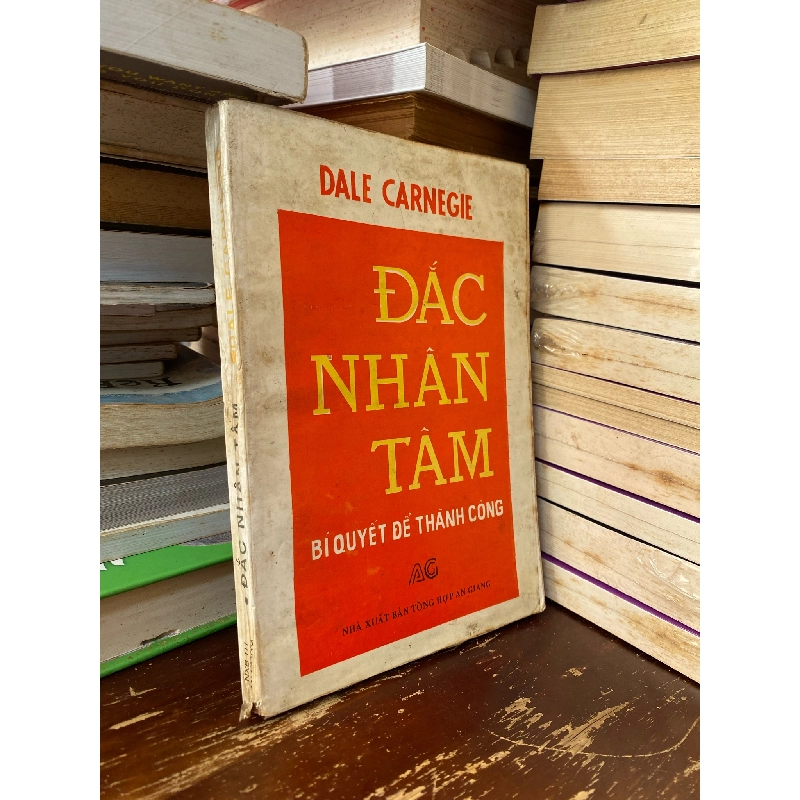 DALE CARNEGIE
ĐẮC
NHÂN
TÂM
BÍ QUYẾT ĐỂ THÀNH CÔNG
AG
NHÀ XUẤT BẢN TỔNG HỢP AN GIANG
ĐẮC NHÂN TÂM